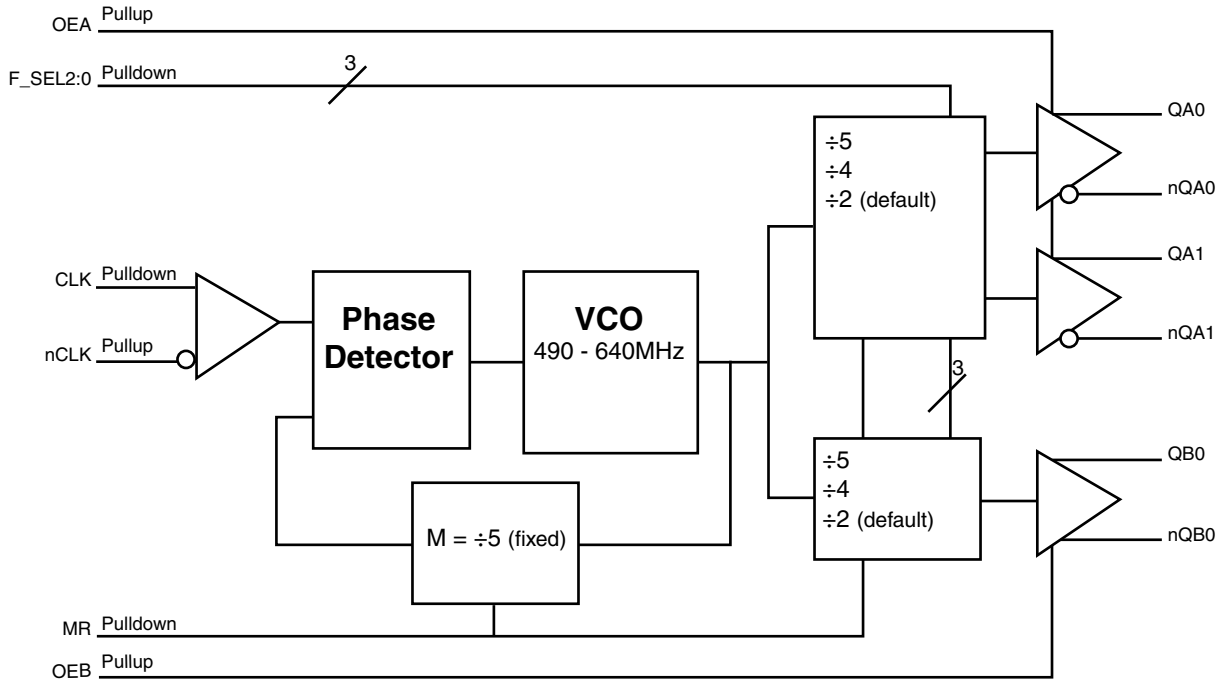 OEA Pullup
F_SEL2:0 Pulldown
3
QA0
÷5
÷4
÷2 (default)
nQA0
QA1
CLK Pulldown
Phase
Detector
VCO
490 - 640MHz
nCLK Pullup
nQA1
3
÷5
÷4
÷2 (default)
QB0
M = ÷5 (fixed)
nQB0
MR Pulldown
OEB Pullup